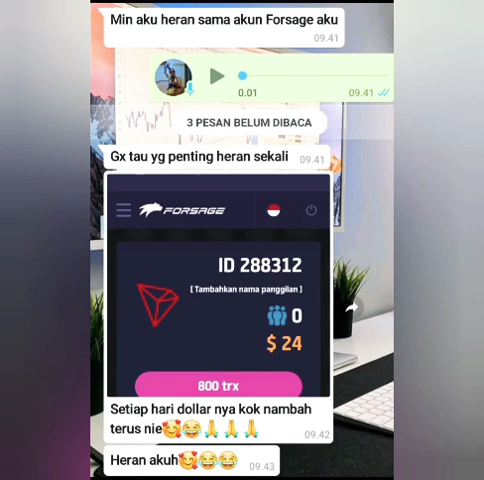 Min aku heran sama akun Forsage aku
09.41
0.01
09.41
3 PESAN BELUM DIBACA
Gx tau yg penting heran sekali
09.41
FORSAGE
ID 288312
[ Tambahkan nama panggilan ]
0
$ 24
800 trx
Setiap hari dollar nya kok nambah
terus nie🥰😂🙏🙏🙏
09.42
Heran akuh🥰😂😂
09.43